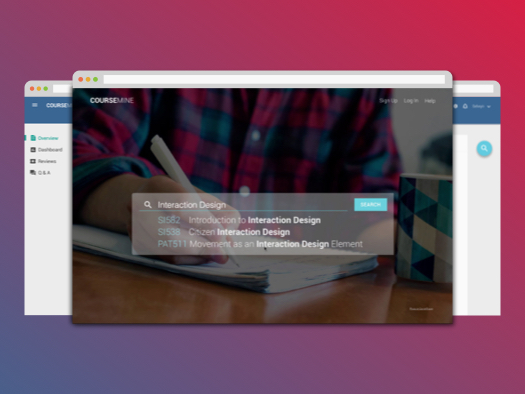 COURSEMINE
Sign Up Log In Help
COURSEM
Overview
Dashboard
Reviews
Q & A
Interaction Design
SEARCH
SI582 Introduction to Interaction Design
SI538 Citizen Interaction Design
PAT511 Movement as an Interaction Design Element